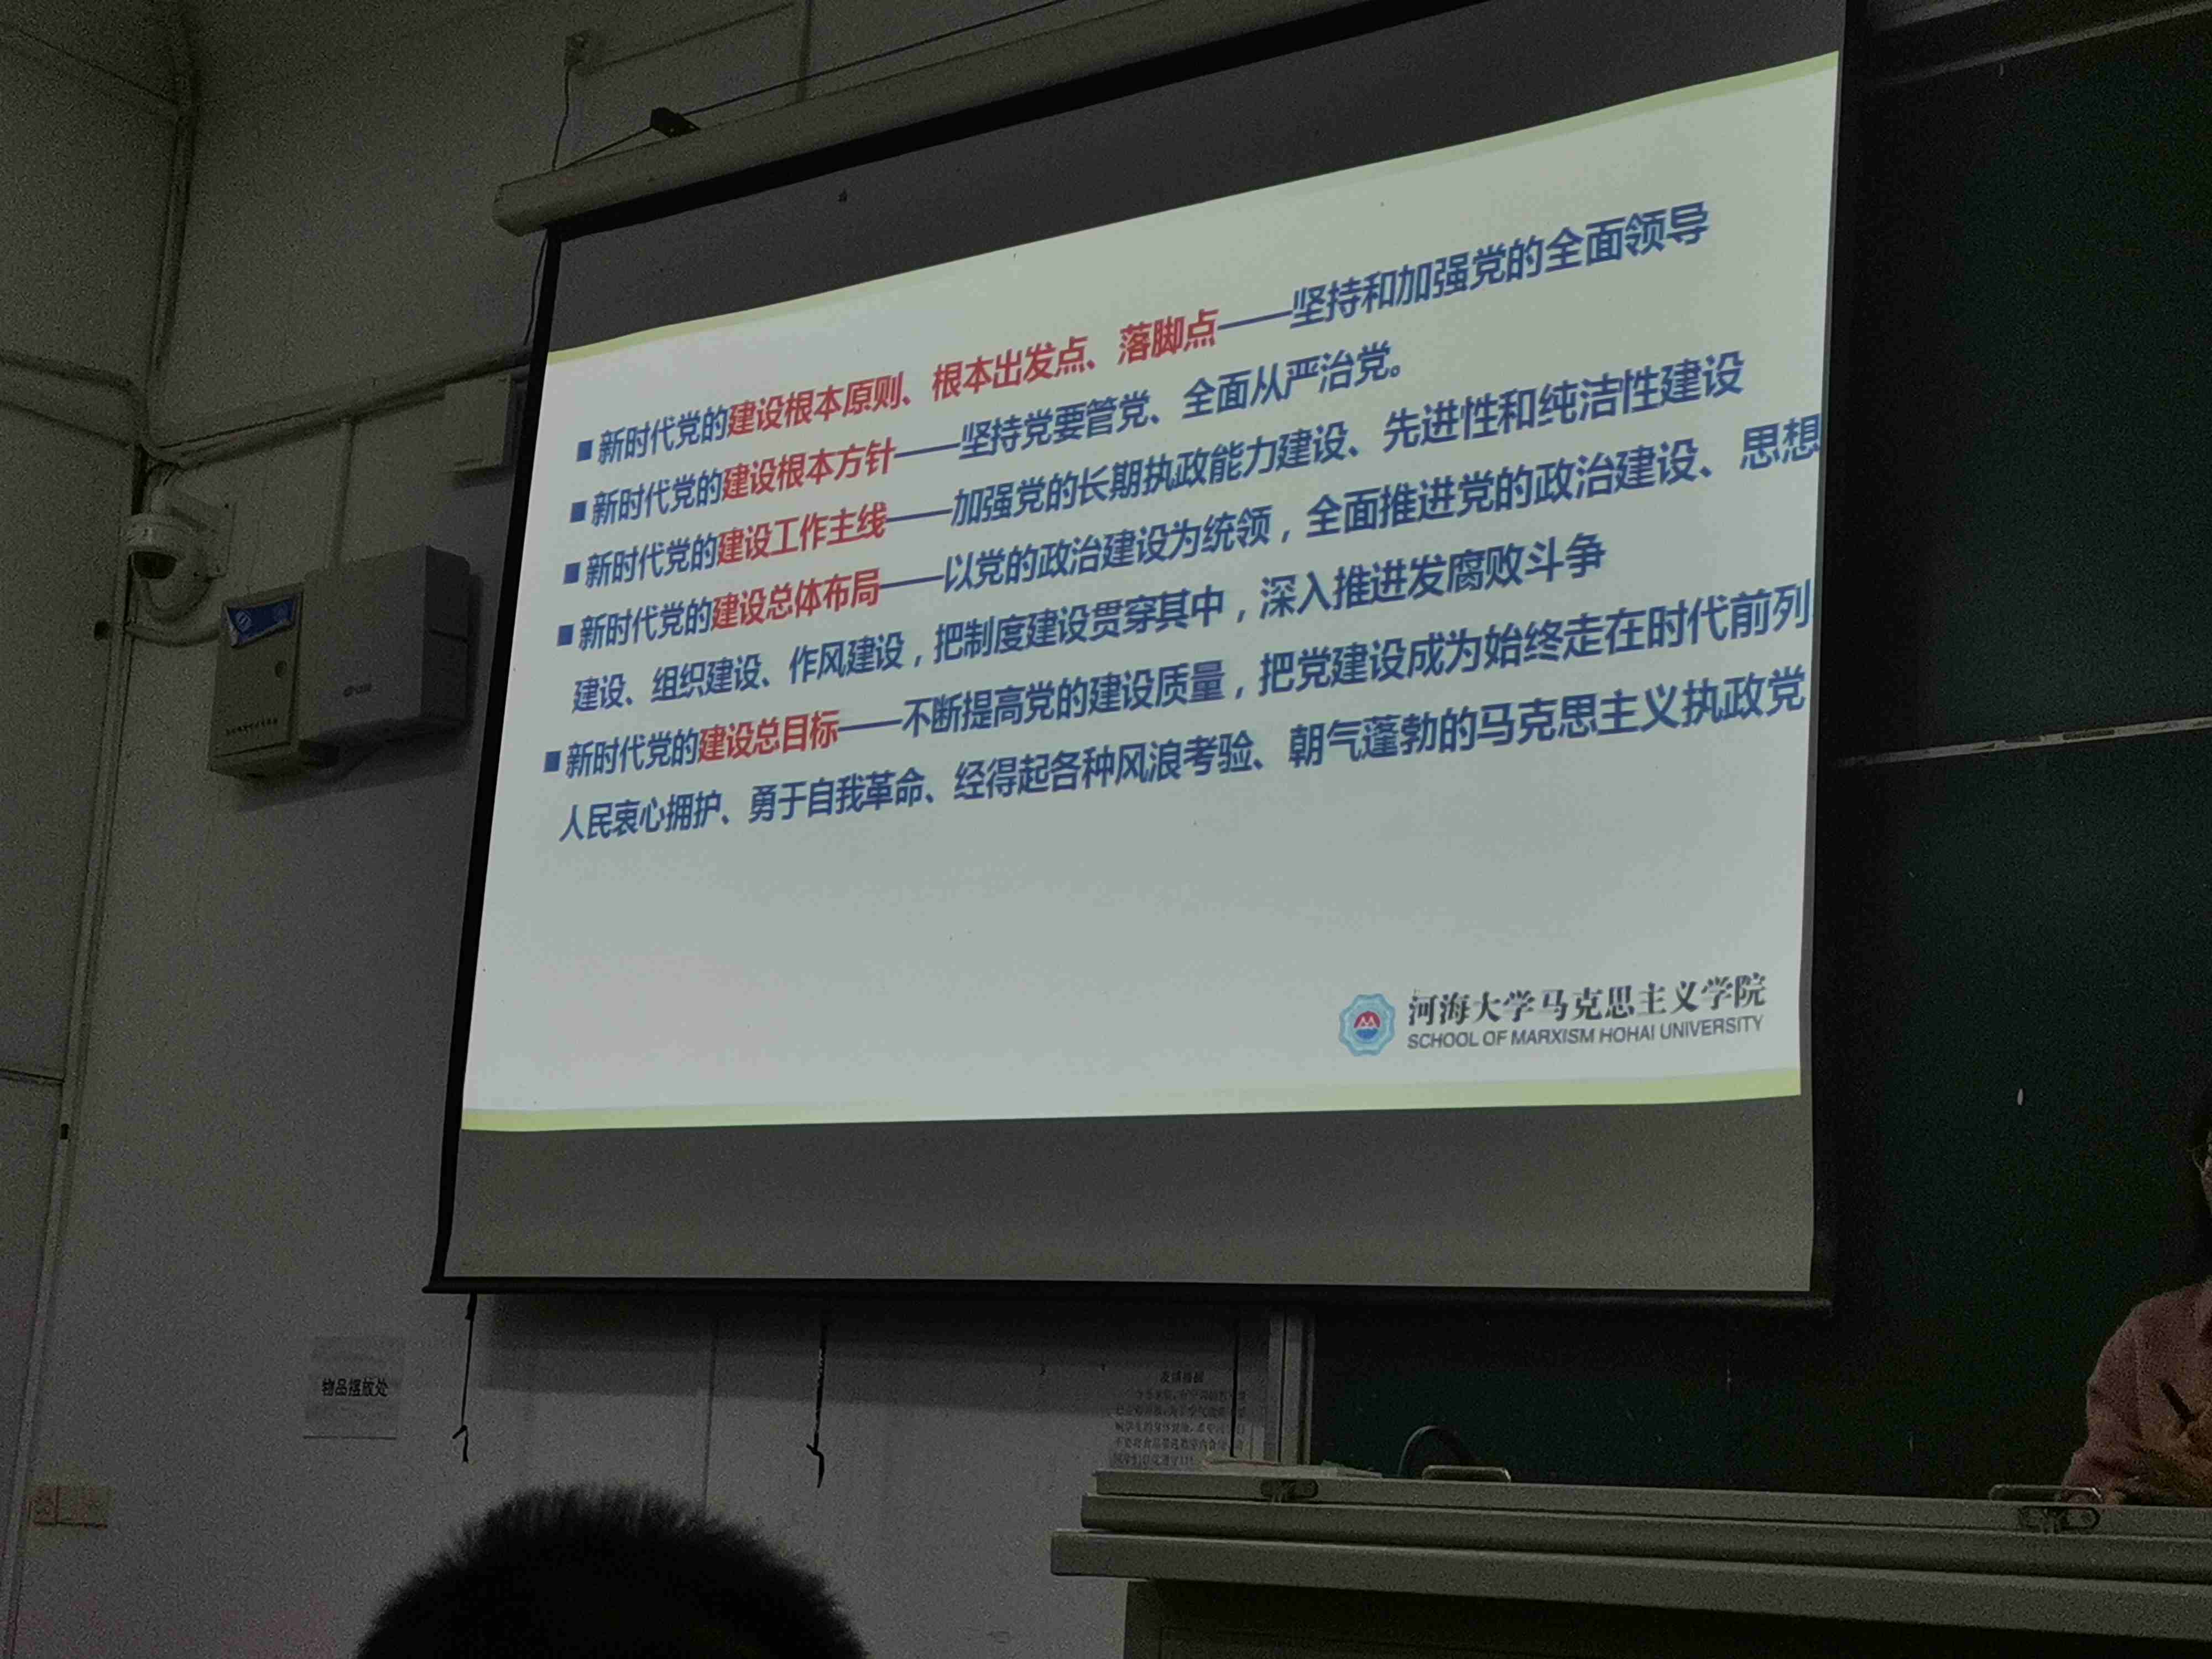 ■新时代党的建设根本原则、根本出发点、落脚点——坚持和加强党的全面领导
■新时代党的建设根本方针——坚持党要管党、全面从严治党。
■新时代党的建设工作主线——加强党的长期执政能力建设、先进性和纯洁性建设
■新时代党的建设总体布局——以党的政治建设为统领，全面推进党的政治建设、思想
建设、组织建设、作风建设，把制度建设贯穿其中，深入推进发腐败斗争
■新时代党的建设总目标——不断提高党的建设质量，把党建设成为始终走在时代前列、
人民衷心拥护、勇于自我革命、经得起各种风浪考验、朝气蓬勃的马克思主义执政党
河海大学马克思主义学院
SCHOOL OF MARXISM HOHAI UNIVERSITY
物品摆放处